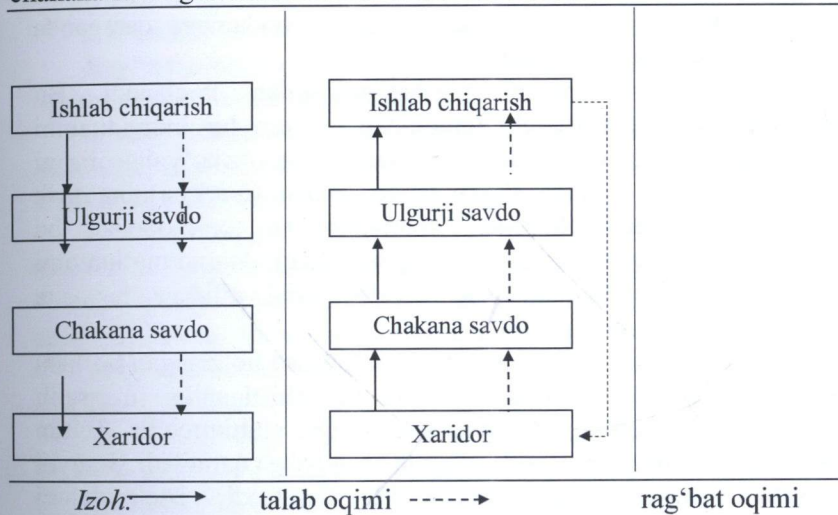 Ishlab chiqarish
Ulgurji savdo
Chakana savdo
Xaridor
Ishlab chiqarish
Ulgurji savdo
Chakana savdo
Xaridor
Izoh: talab oqimi rag‘bat oqimi